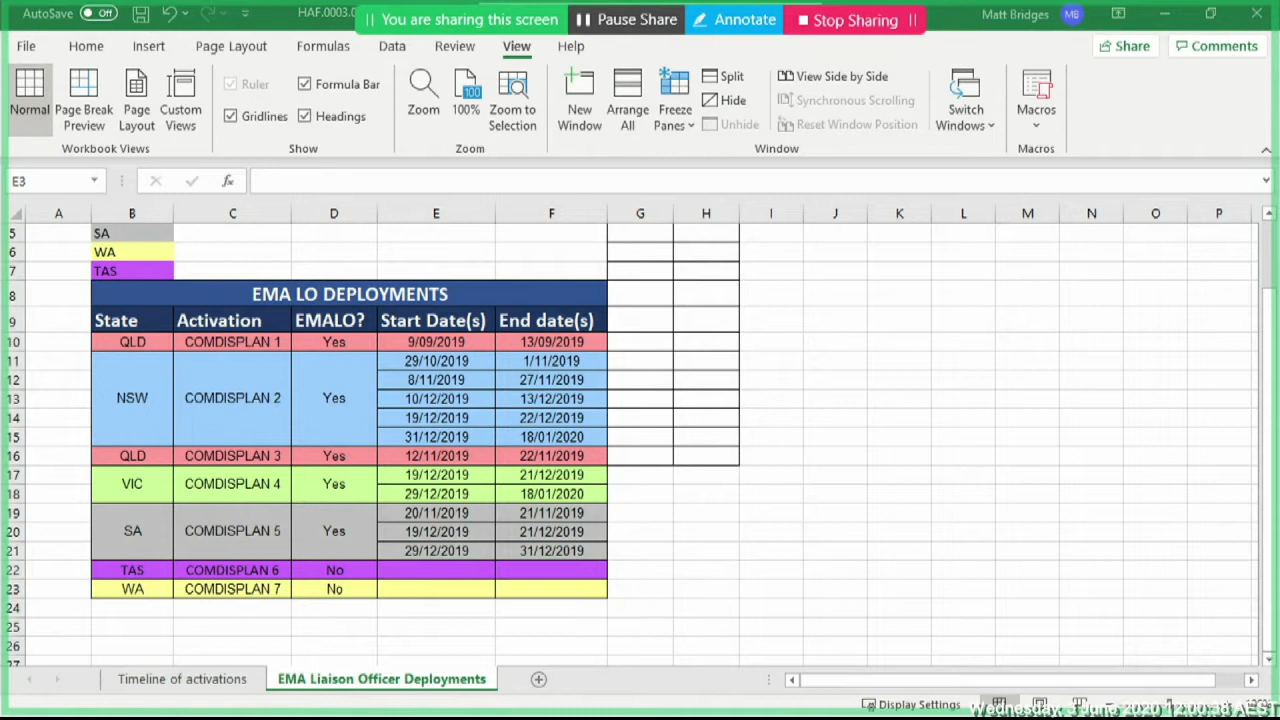 AutoSave Off HAF.0003.0 You are sharing this screen Pause Share Annotate Stop Sharing Matt Bridges MB
File Home Insert Page Layout Formulas Data Review View Help Share Comments
Ruler Formula Bar Split View Side by Side
Normal Page Break Preview Page Layout Custom Views Gridlines Headings Zoom 100% Zoom to Selection New Window Arrange All Freeze Panes Hide Synchronous Scrolling Switch Windows Macros
Unhide Reset Window Position
Workbook Views Show Zoom Window Macros
E3 fx
A B C D E F G H I J K L M N O P
5 SA
6 WA
7 TAS
8 EMA LO DEPLOYMENTS
9 State Activation EMALO? Start Date(s) End date(s)
10 QLD COMDISPLAN 1 Yes 9/09/2019 13/09/2019
11 29/10/2019 1/11/2019
12 8/11/2019 27/11/2019
13 NSW COMDISPLAN 2 Yes 10/12/2019 13/12/2019
14 19/12/2019 22/12/2019
15 31/12/2019 18/01/2020
16 QLD COMDISPLAN 3 Yes 12/11/2019 22/11/2019
17 VIC COMDISPLAN 4 Yes 19/12/2019 21/12/2019
18 29/12/2019 18/01/2020
19 20/11/2019 21/11/2019
20 SA COMDISPLAN 5 Yes 19/12/2019 21/12/2019
21 29/12/2019 31/12/2019
22 TAS COMDISPLAN 6 No
23 WA COMDISPLAN 7 No
24
25
26
27
Timeline of activations EMA Liaison Officer Deployments
Display Settings
Wednesday, 3 June 2020 12:00:38 AEST